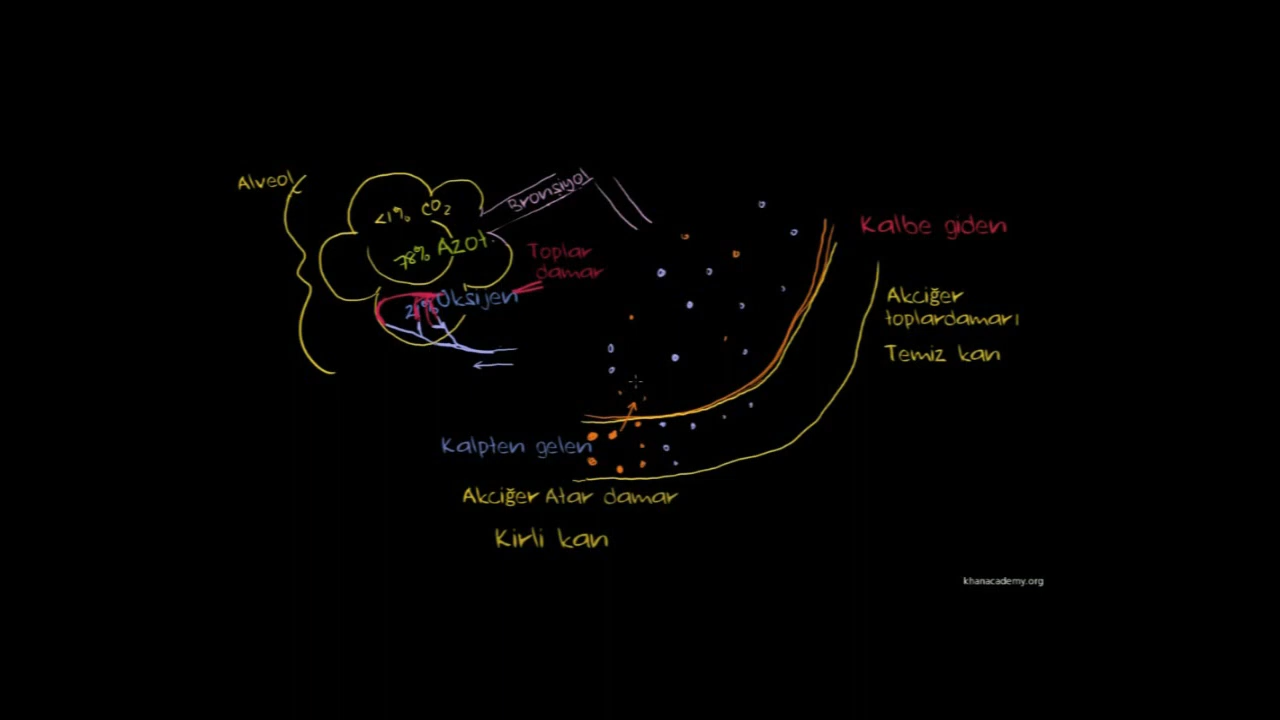 Alveol
<1% CO2
78% Azot
21% Oksijen
Bronşiyol
Toplar
damar
Kalbe giden
Akciğer
toplardamarı
Temiz kan
Kalpten gelen
Akciğer Atar damar
Kirli kan
khanacademy.org